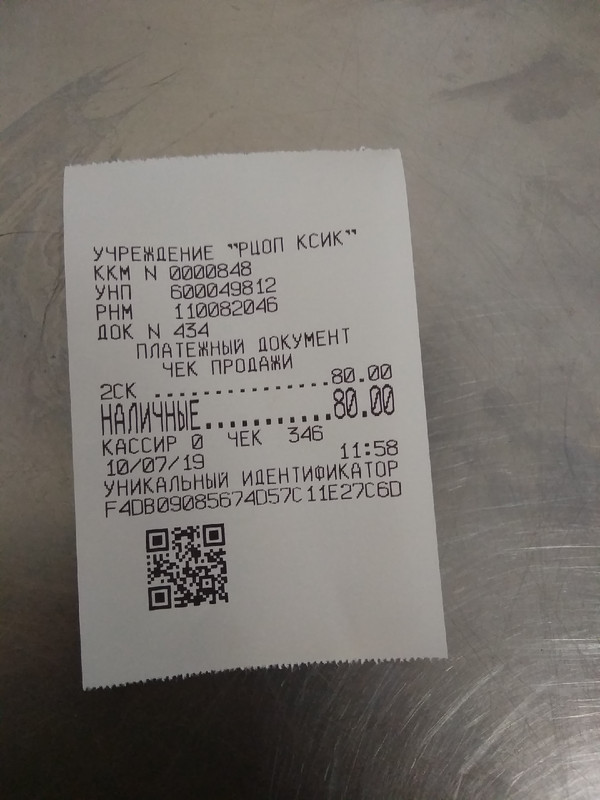 УЧРЕЖДЕНИЕ "РЦОП КСИК"
ККМ N 0000848
УНП 600049812
РНМ 110082046
ДОК N 434
ПЛАТЕЖНЫЙ ДОКУМЕНТ
ЧЕК ПРОДАЖИ
2СК ...............80.00
НАЛИЧНЫЕ...........80.00
КАССИР 0 ЧЕК 346
10/07/19 11:58
УНИКАЛЬНЫЙ ИДЕНТИФИКАТОР
F4DB09085674D57C11E27C6D